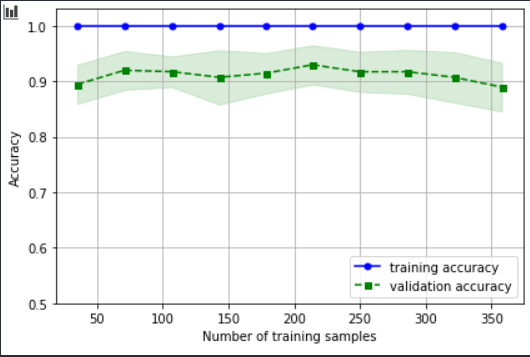 1.0
0.9
0.8
0.7
0.6
0.5
Accuracy
training accuracy
validation accuracy
50 100 150 200 250 300 350
Number of training samples